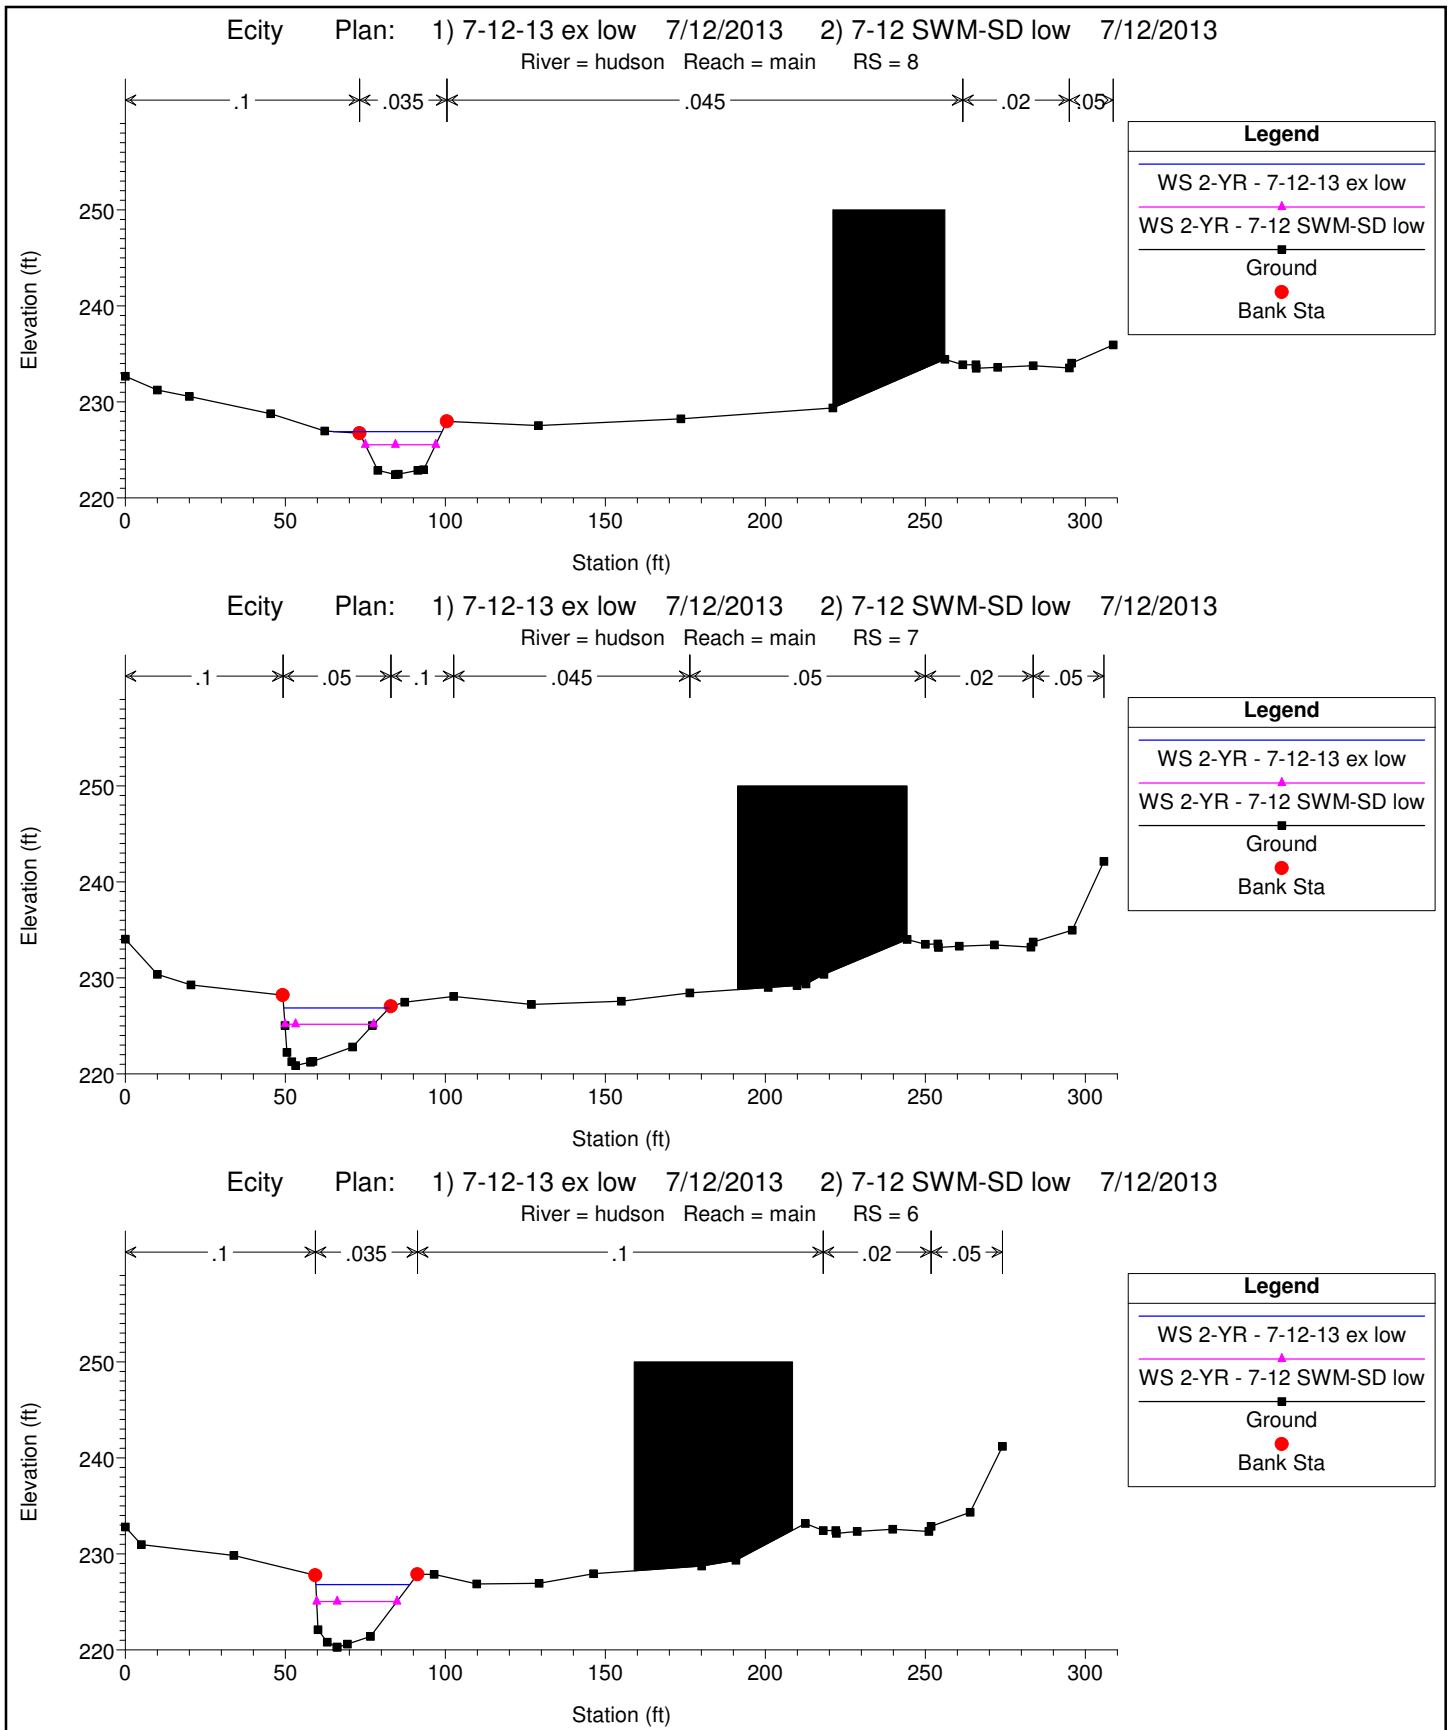 Ecity Plan: 1) 7-12-13 ex low 7/12/2013 2) 7-12 SWM-SD low 7/12/2013
River = hudson Reach = main RS = 8
.1 .035 .045 .02 .05
Legend
WS 2-YR - 7-12-13 ex low
WS 2-YR - 7-12 SWM-SD low
Ground
Bank Sta
250
240
230
220
Elevation (ft)
0 50 100 150 200 250 300
Station (ft)
Ecity Plan: 1) 7-12-13 ex low 7/12/2013 2) 7-12 SWM-SD low 7/12/2013
River = hudson Reach = main RS = 7
.1 .05 .1 .045 .05 .02 .05
Legend
WS 2-YR - 7-12-13 ex low
WS 2-YR - 7-12 SWM-SD low
Ground
Bank Sta
250
240
230
220
Elevation (ft)
0 50 100 150 200 250 300
Station (ft)
Ecity Plan: 1) 7-12-13 ex low 7/12/2013 2) 7-12 SWM-SD low 7/12/2013
River = hudson Reach = main RS = 6
.1 .035 .1 .02 .05
Legend
WS 2-YR - 7-12-13 ex low
WS 2-YR - 7-12 SWM-SD low
Ground
Bank Sta
250
240
230
220
Elevation (ft)
0 50 100 150 200 250 300
Station (ft)